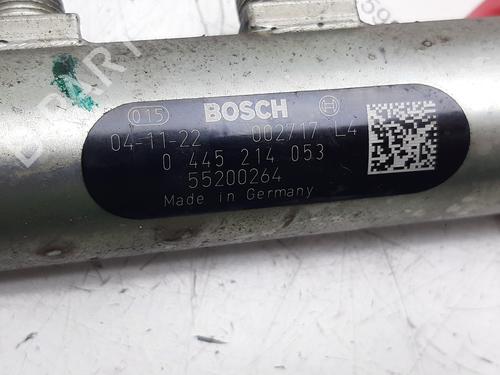 015 BOSCH
04-11-22 002717 L4
0 445 214 053
55200264
Made in Germany